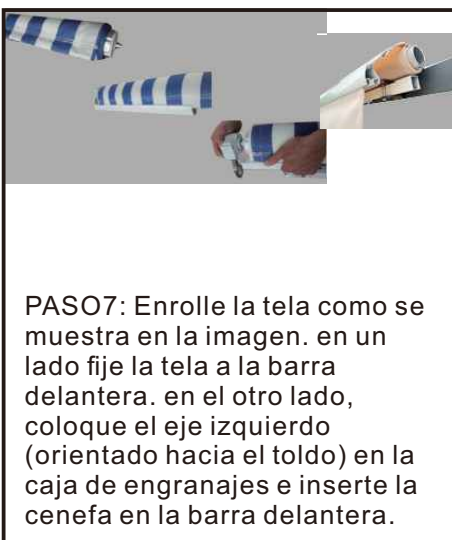 PASO7: Enrolle la tela como se
muestra en la imagen. en un
lado fije la tela a la barra
delantera. en el otro lado,
coloque el eje izquierdo
(orientado hacia el toldo) en la
caja de engranajes e inserte la
cenefa en la barra delantera.